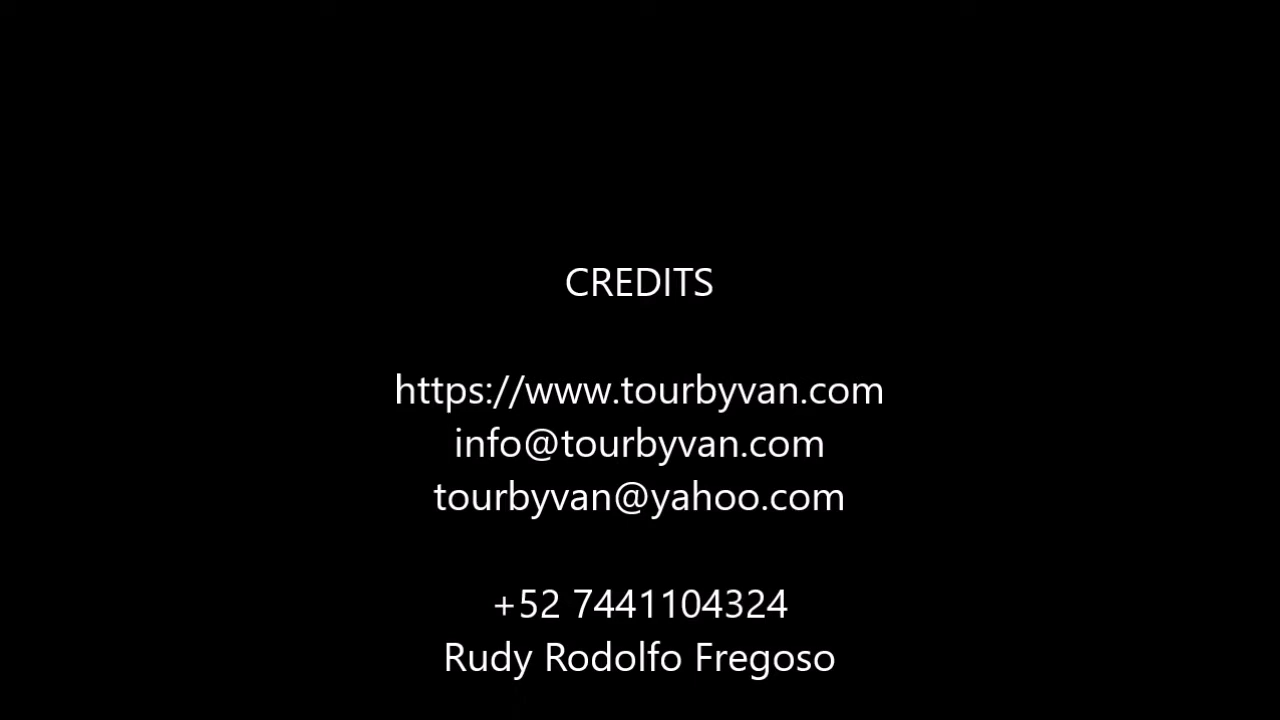 CREDITS
https://www.tourbyvan.com
info@tourbyvan.com
tourbyvan@yahoo.com
+52 7441104324
Rudy Rodolfo Fregoso